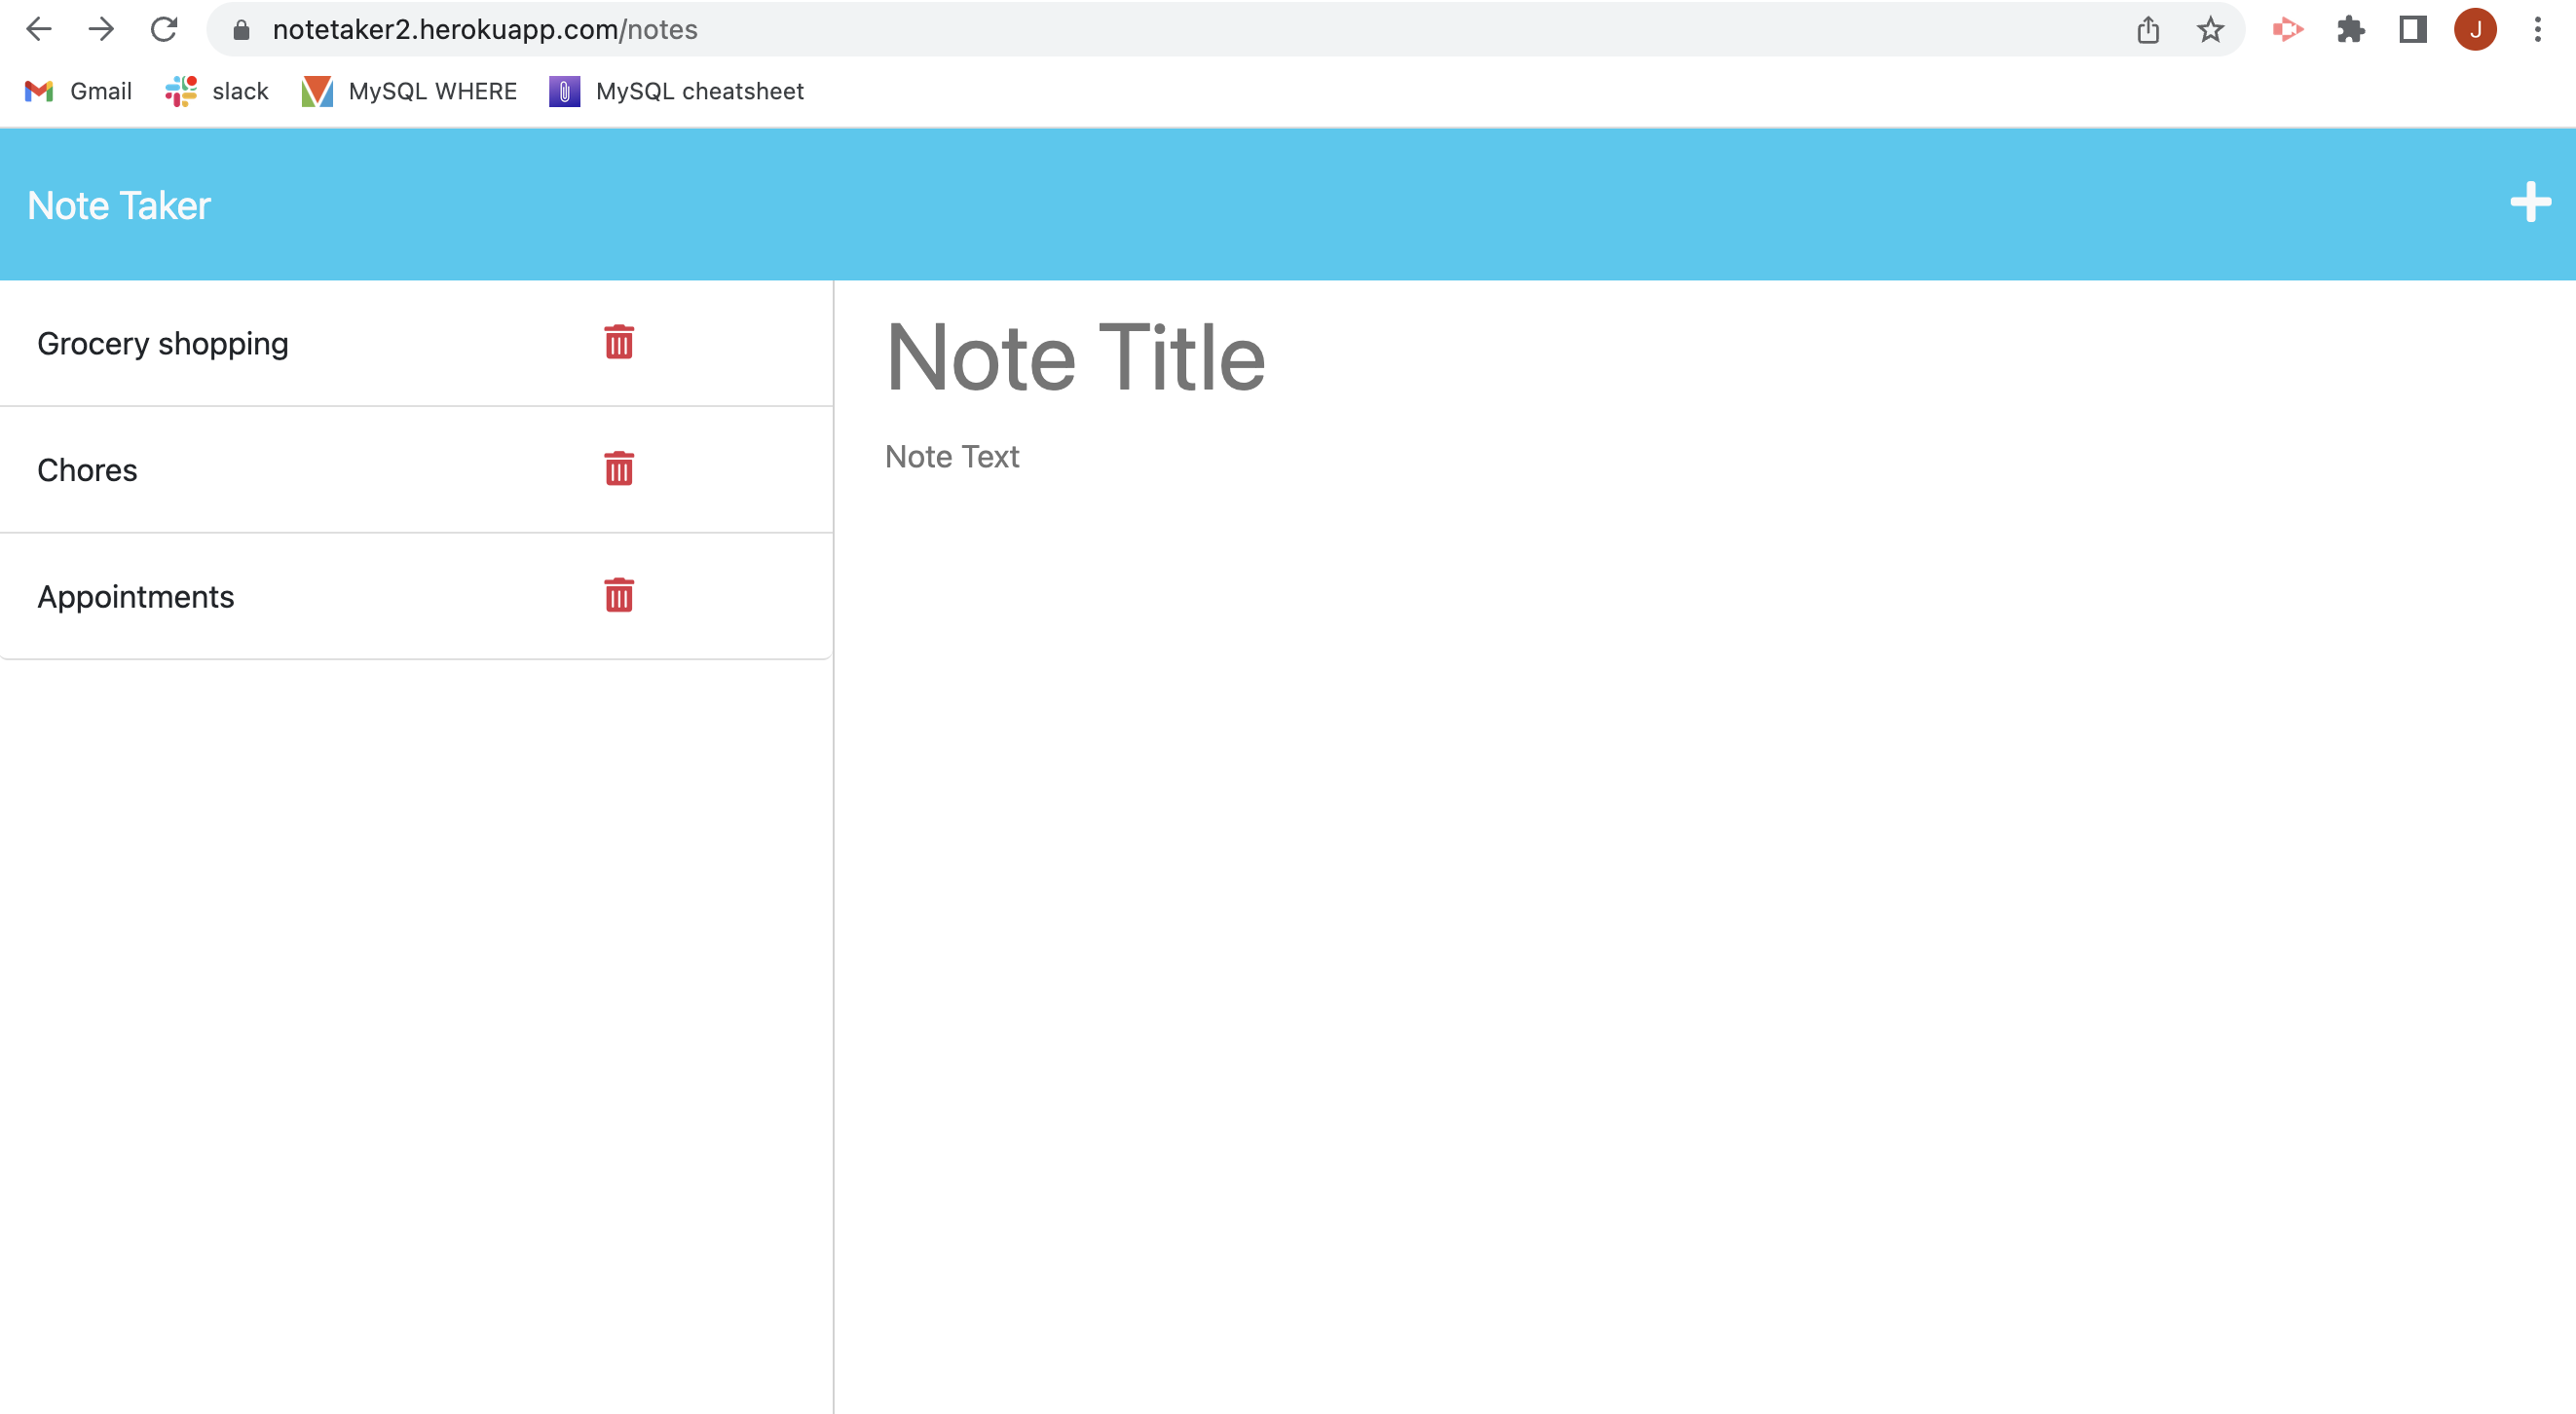 notetaker2.herokuapp.com/notes
J
Gmail slack MySQL WHERE MySQL cheatsheet
Note Taker
Grocery shopping
Chores
Appointments
Note Title
Note Text